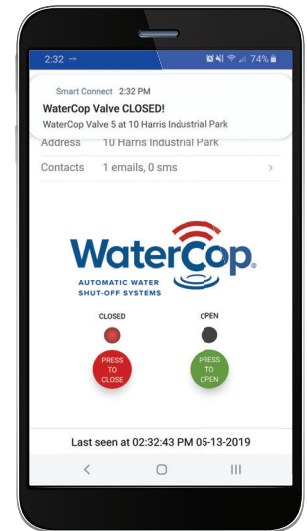 2:32
74%
Smart Connect 2:32 PM
WaterCop Valve CLOSED!
WaterCop Valve 5 at 10 Harris Industrial Park
Address 10 Harris Industrial Park
Contacts 1 emails, 0 sms
WaterCop®
AUTOMATIC WATER
SHUT-OFF SYSTEMS
CLOSED OPEN
PRESS TO CLOSE
PRESS TO OPEN
Last seen at 02:32:43 PM 05-13-2019